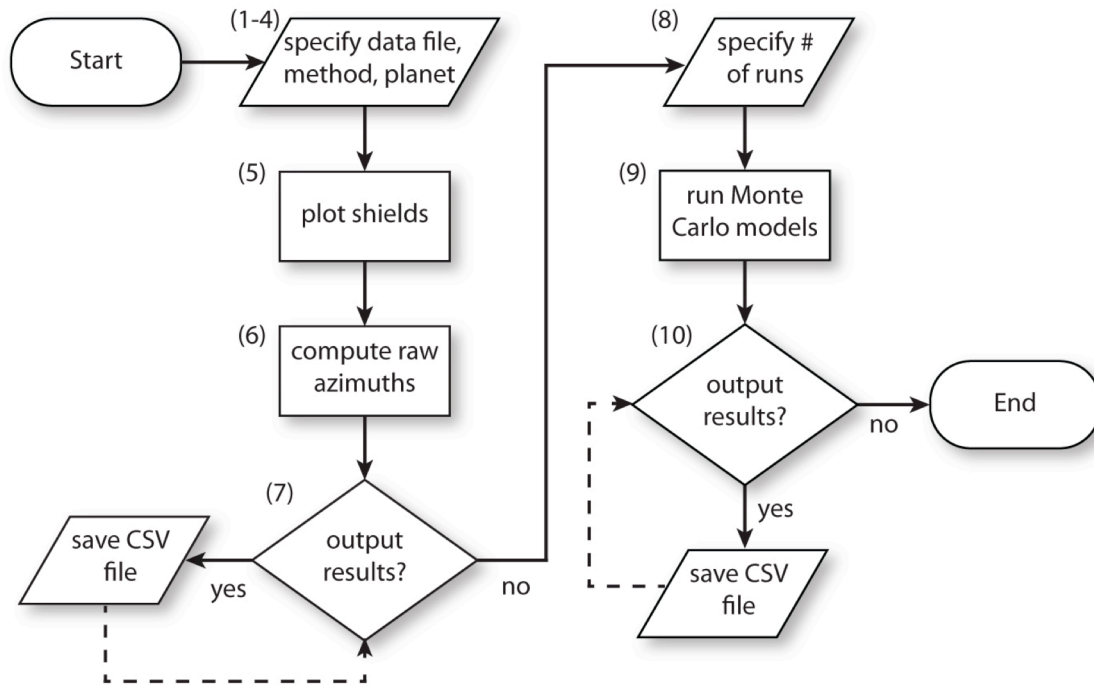 Start
(1-4)
specify data file,
method, planet
(5)
plot shields
(6)
compute raw
azimuths
(7)
output
results?
yes
save CSV
file
no
(8)
specify #
of runs
(9)
run Monte
Carlo models
(10)
output
results?
no
End
yes
save CSV
file